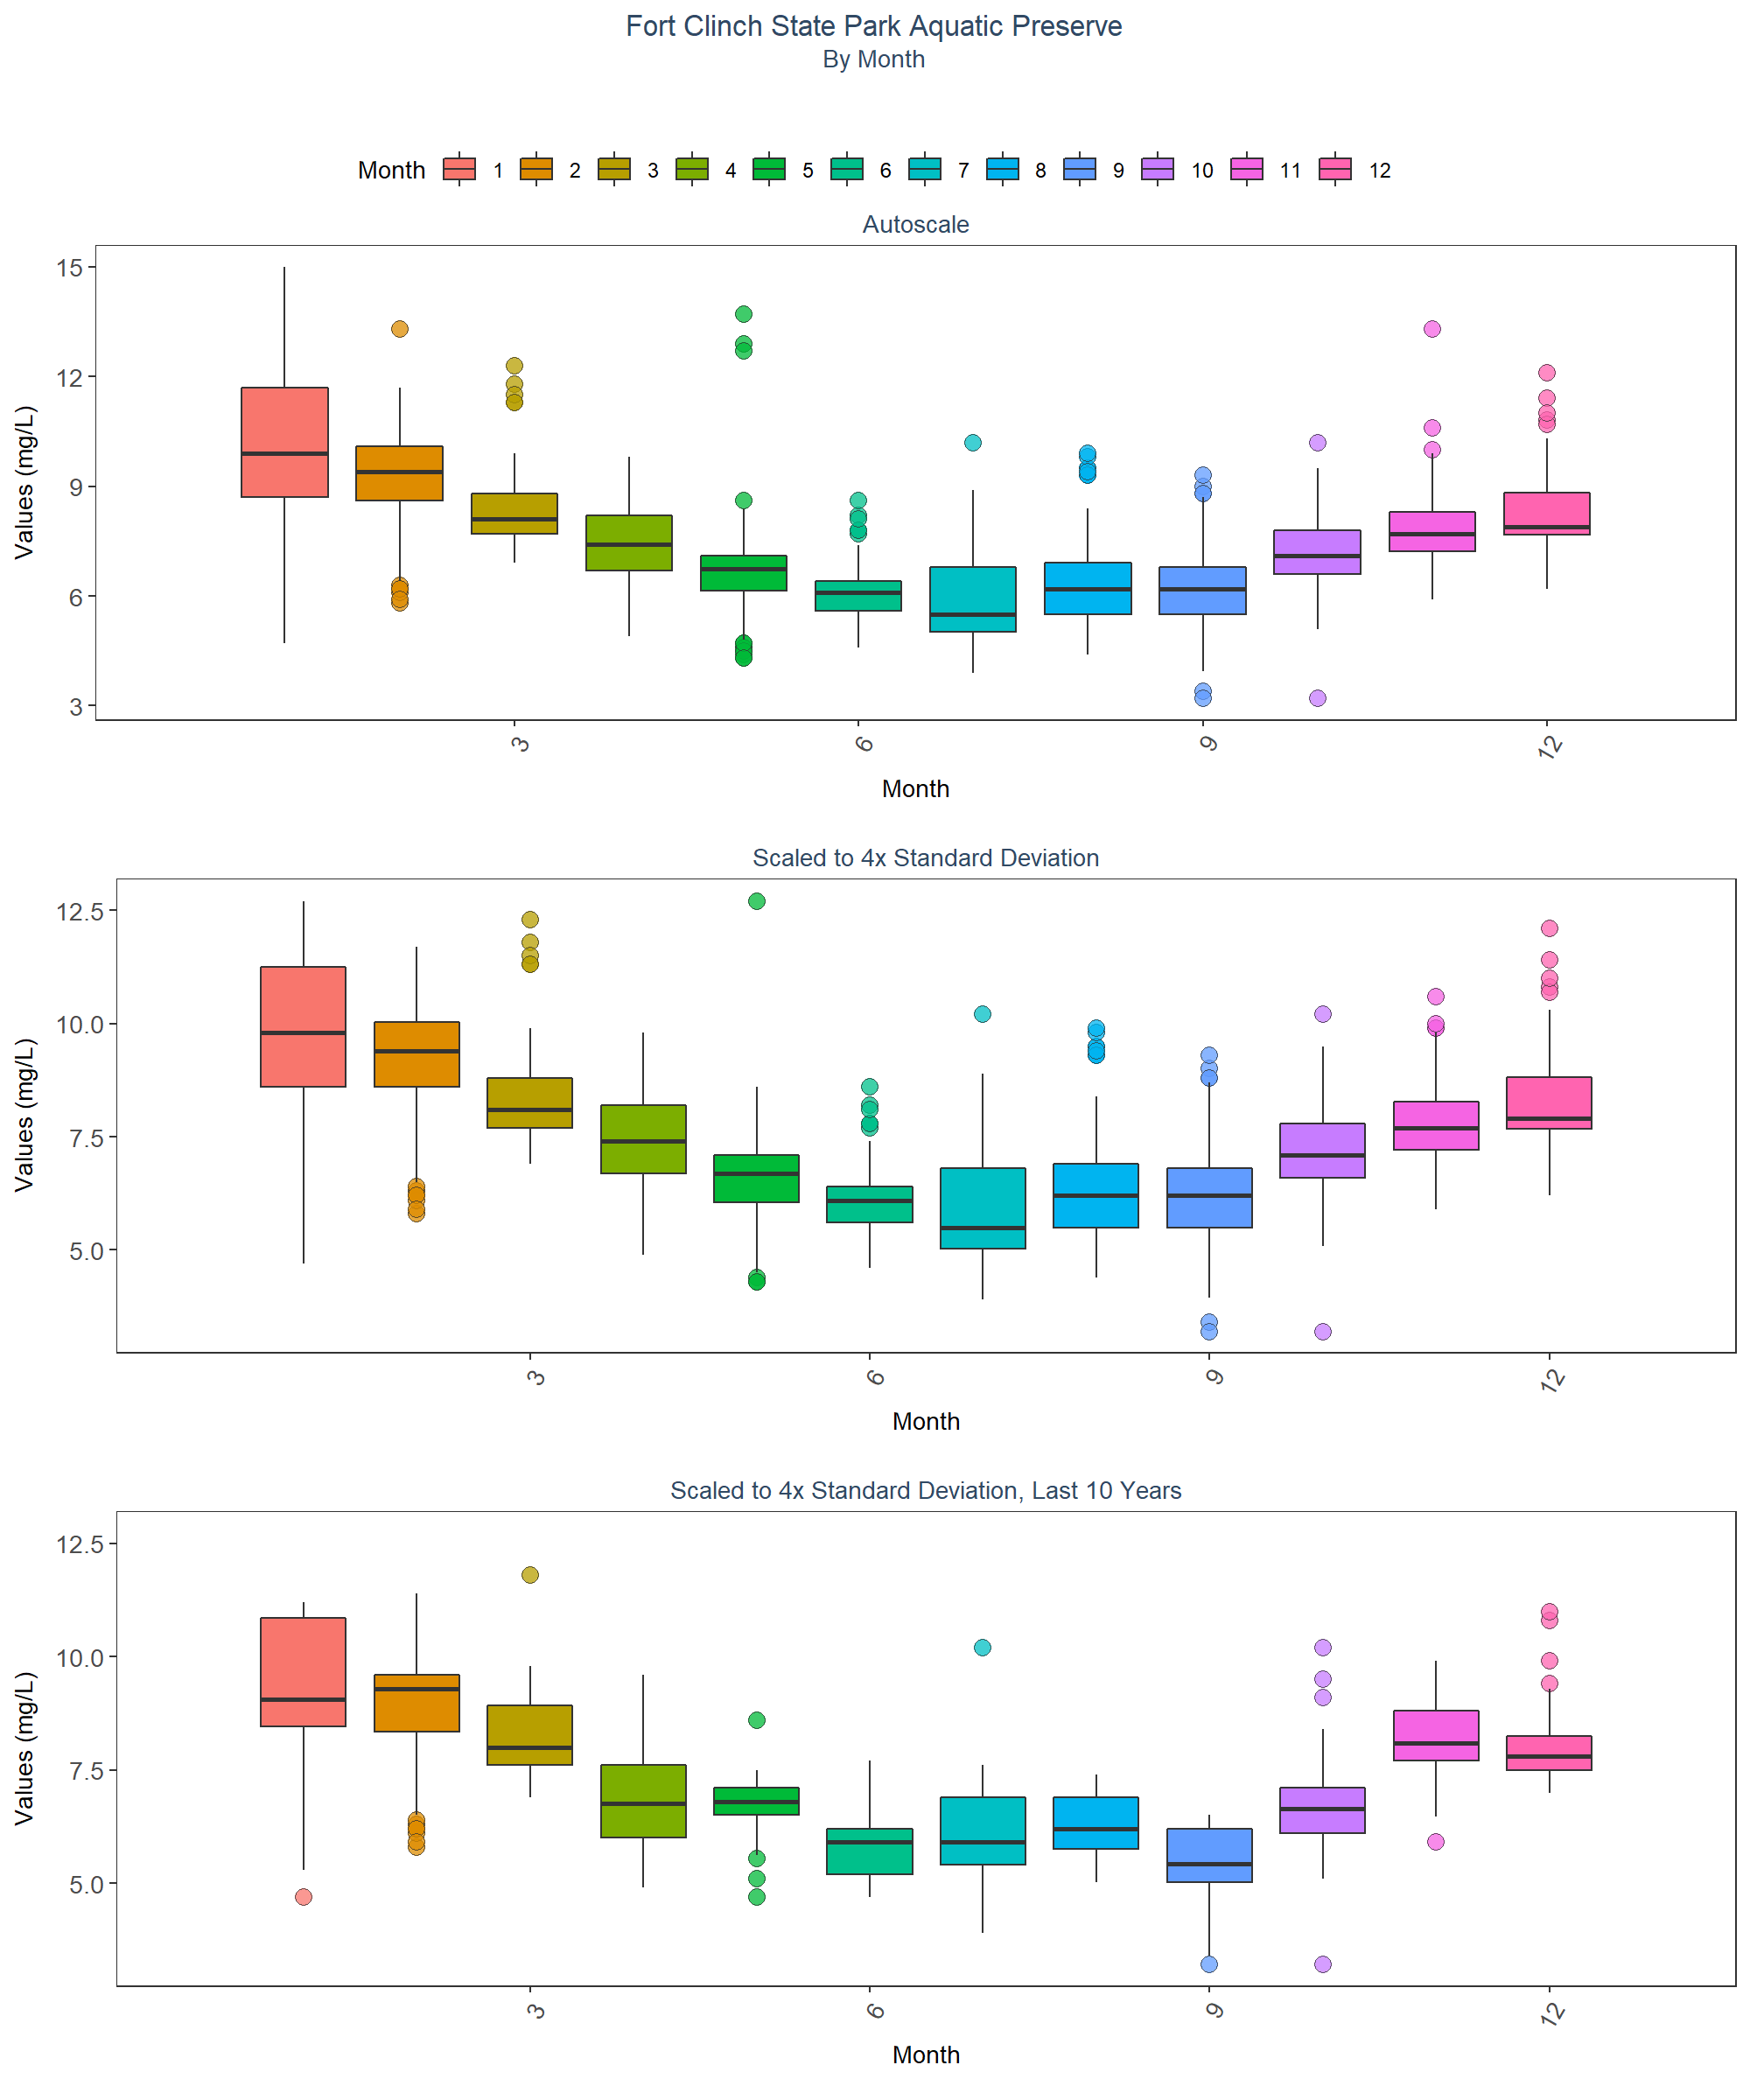 Fort Clinch State Park Aquatic Preserve
By Month
Month 1 2 3 4 5 6 7 8 9 10 11 12
Autoscale
Values (mg/L)
15
12
9
6
3
3 6 9 12
Month
Scaled to 4x Standard Deviation
Values (mg/L)
12.5
10.0
7.5
5.0
3 6 9 12
Month
Scaled to 4x Standard Deviation, Last 10 Years
Values (mg/L)
12.5
10.0
7.5
5.0
3 6 9 12
Month